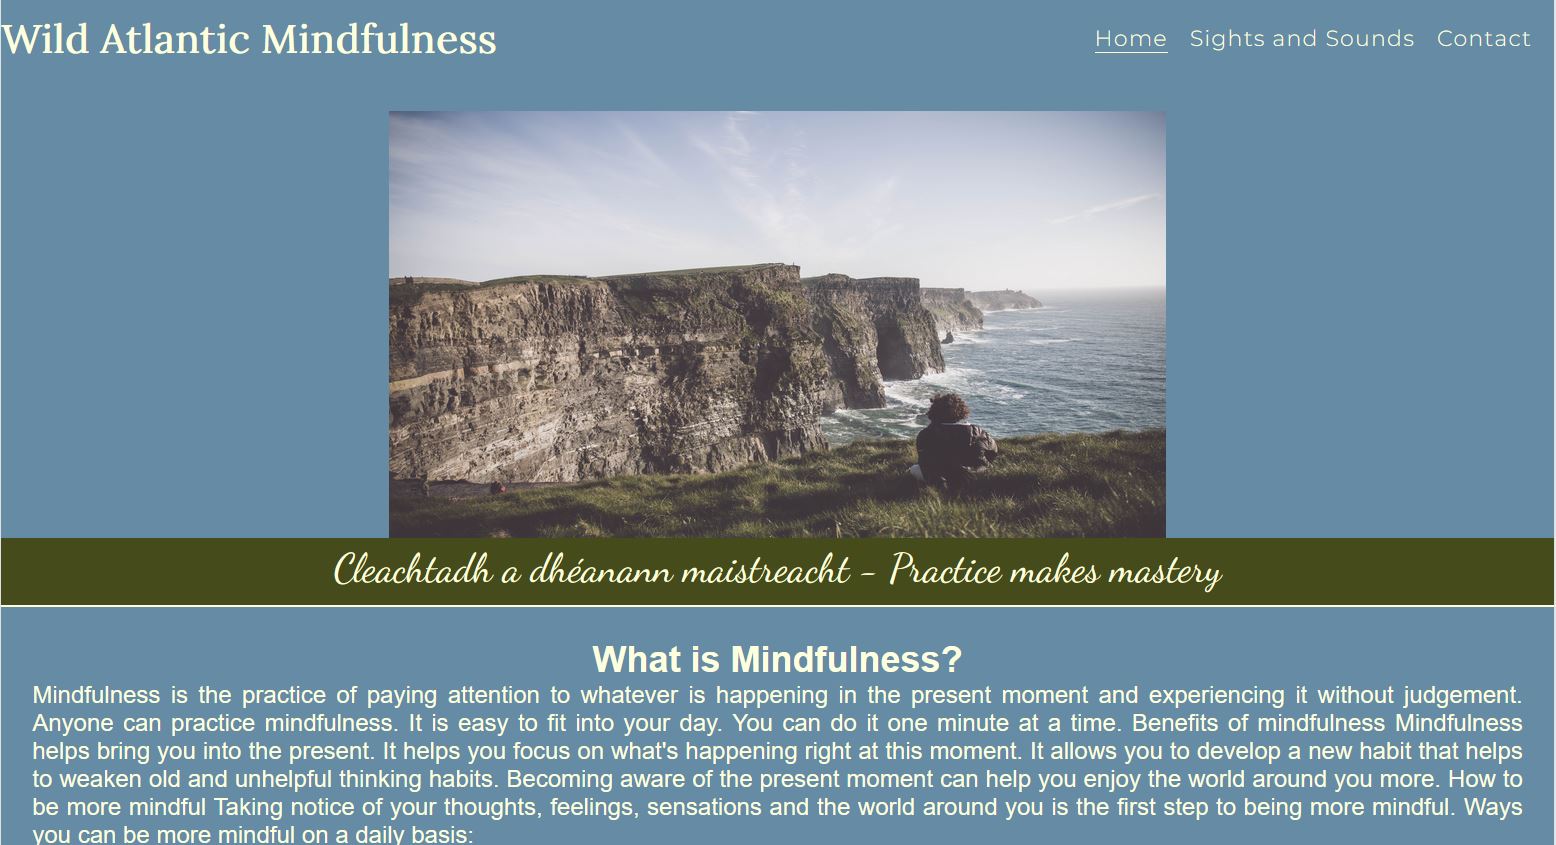 Wild Atlantic Mindfulness
Home Sights and Sounds Contact
Cleachtadh a dhéanann maistreacht - Practice makes mastery
What is Mindfulness?
Mindfulness is the practice of paying attention to whatever is happening in the present moment and experiencing it without judgement.
Anyone can practice mindfulness. It is easy to fit into your day. You can do it one minute at a time. Benefits of mindfulness Mindfulness
helps bring you into the present. It helps you focus on what's happening right at this moment. It allows you to develop a new habit that helps
to weaken old and unhelpful thinking habits. Becoming aware of the present moment can help you enjoy the world around you more. How to
be more mindful Taking notice of your thoughts, feelings, sensations and the world around you is the first step to being more mindful. Ways
you can be more mindful on a daily basis: